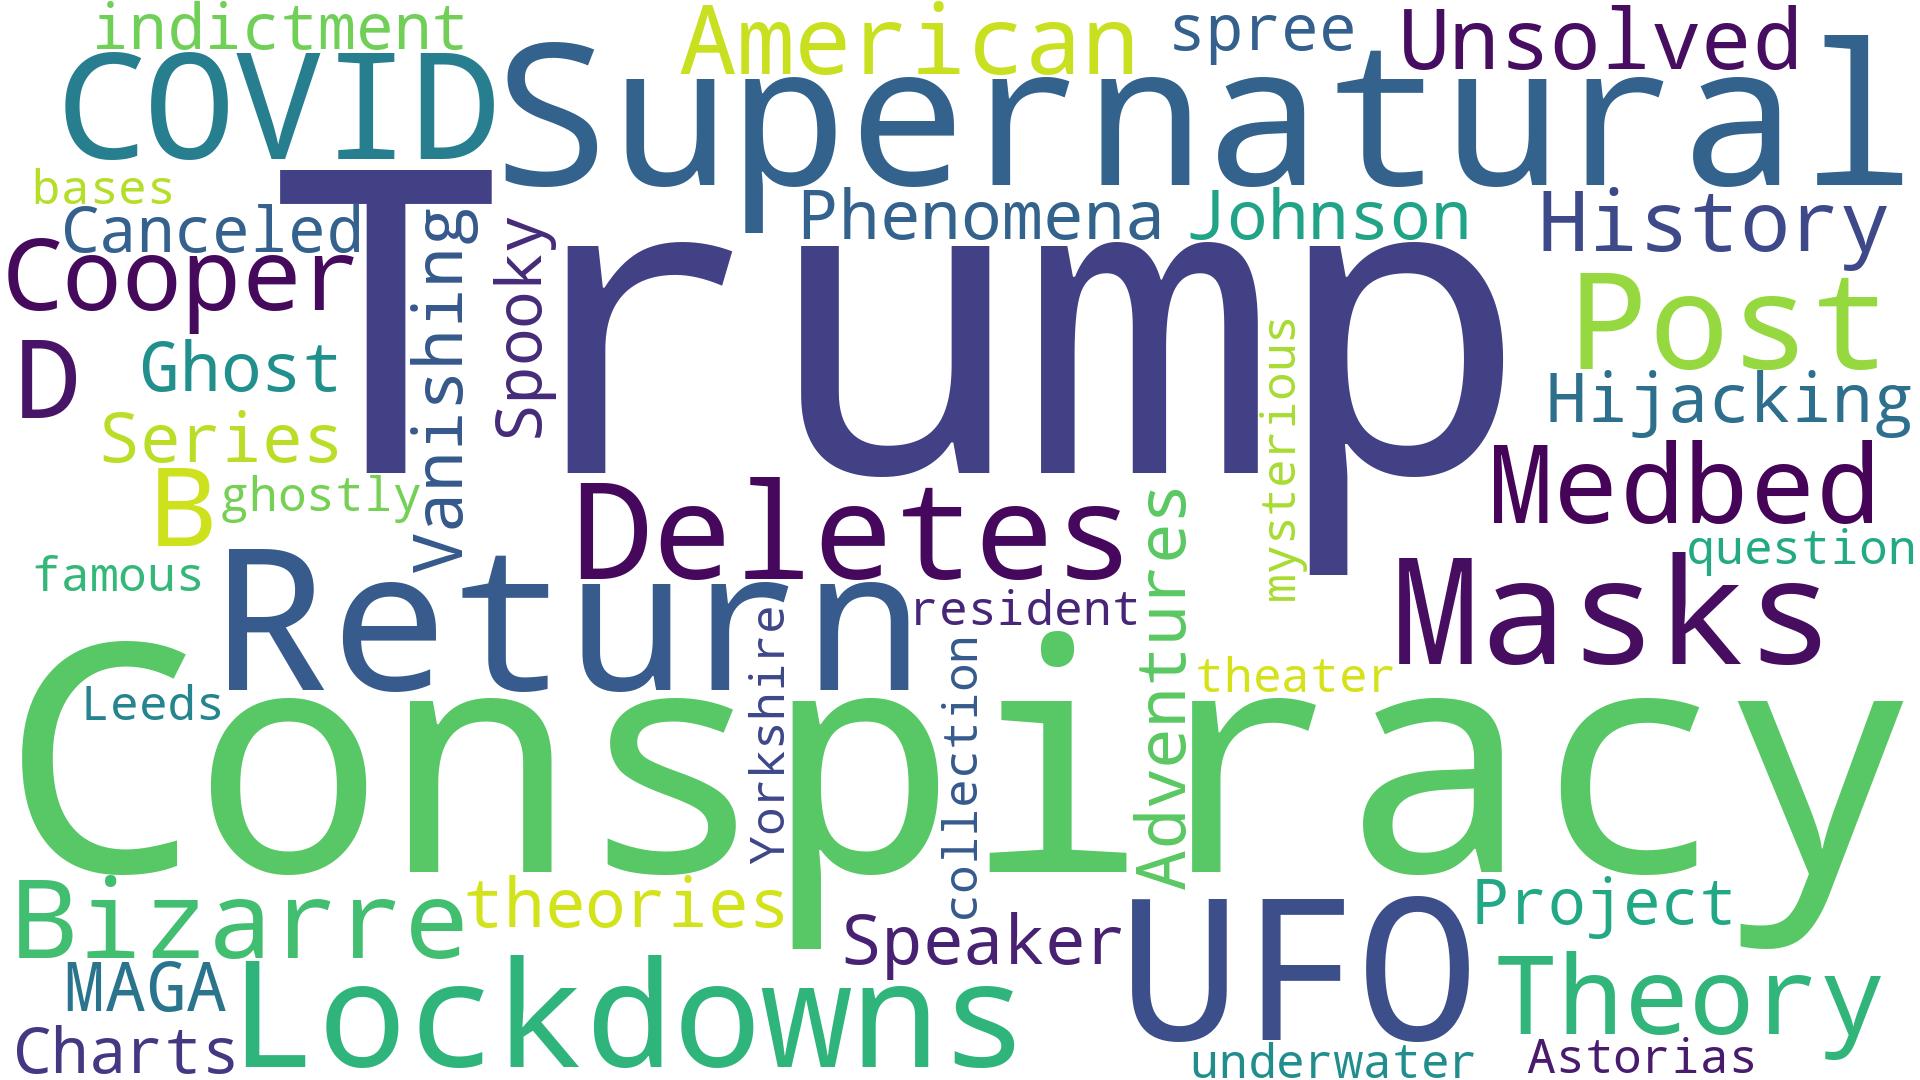 indictment
American
spree
Unsolved
COVID
Supernatural
bases
Canceled
Phenomena
Johnson
History
Cooper
Trump
vanishing
Spooky
Post
D
Ghost
mysterious
Hijacking
Series
B
ghostly
Deletes
Medbed
question
famous
Return
resident
Adventures
Masks
Leeds
Yorkshire
collection
theater
Conspiracy
Bizarre
theories
Speaker
UFO
Project
MAGA
Lockdowns
Theory
Charts
underwater
Astorias